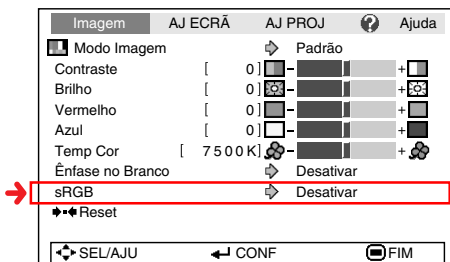 Imagem AJ ECRÃ AJ PROJ ? Ajuda
Modo Imagem Padrão
Contraste [ 0] - +
Brilho [ 0] - +
Vermelho [ 0] - +
Azul [ 0] - +
Temp Cor [ 7500K] - +
Ênfase no Branco Desativar
sRGB Desativar
Reset
SEL/AJU CONF FIM